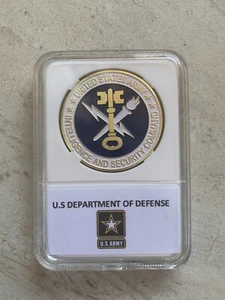 UNITED STATES ARMY
INTELLIGENCE AND SECURITY COMMAND
U.S DEPARTMENT OF DEFENSE
U.S.ARMY